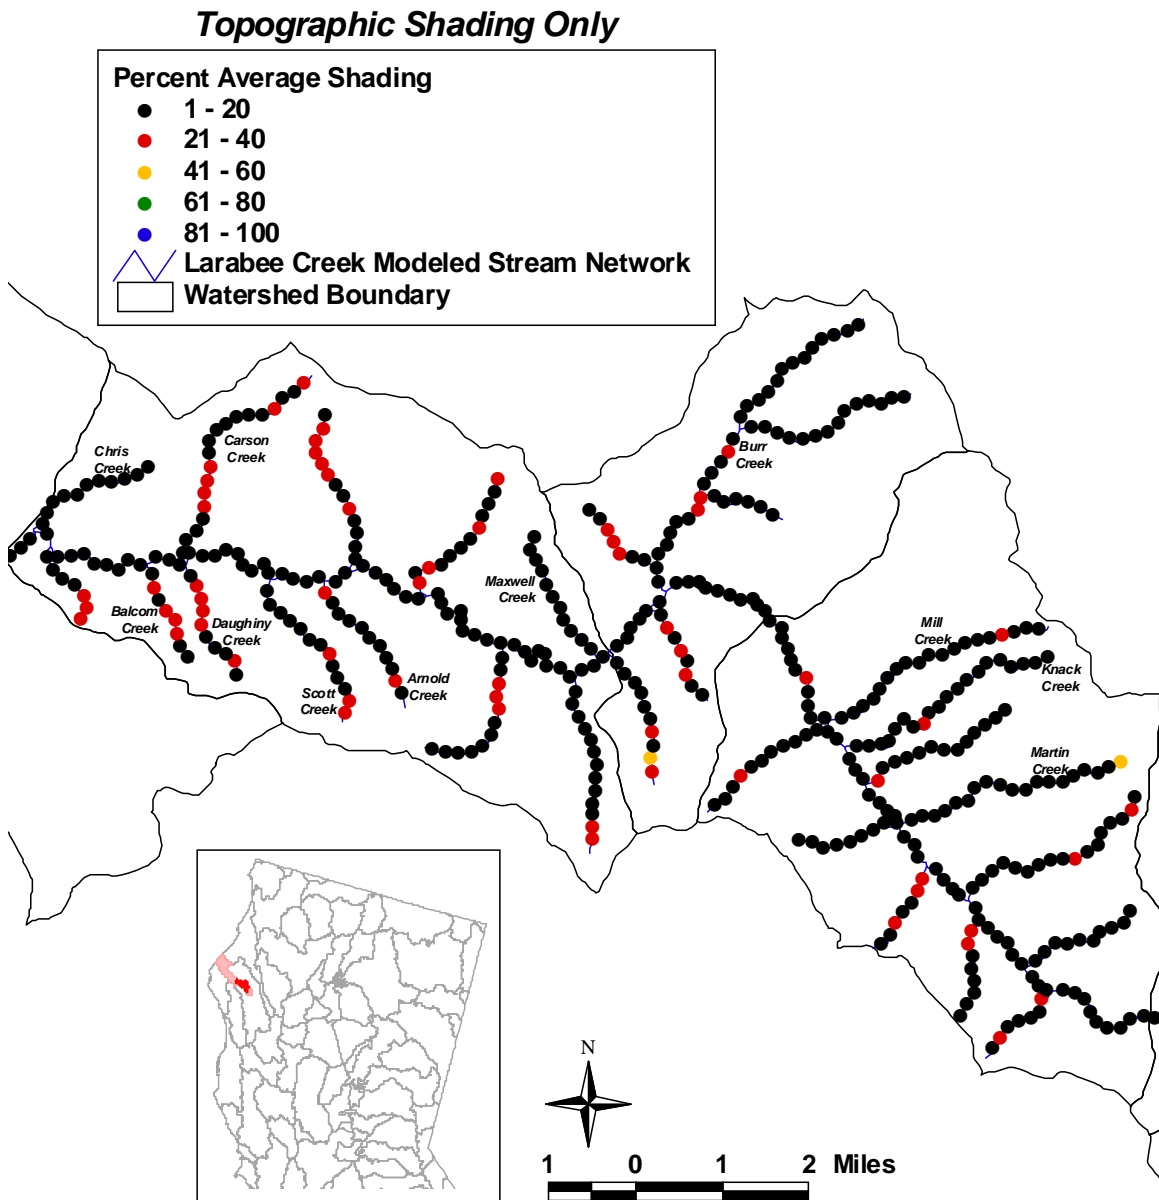 Topographic Shading Only
Percent Average Shading
1 - 20
21 - 40
41 - 60
61 - 80
81 - 100
Larabee Creek Modeled Stream Network
Watershed Boundary
Chris
Creek
Carson
Creek
Burr
Creek
Maxwell
Creek
Balcom
Creek
Daughiny
Creek
Scott
Creek
Arnold
Creek
Mill
Creek
Knack
Creek
Martin
Creek
N
1 0 1 2 Miles